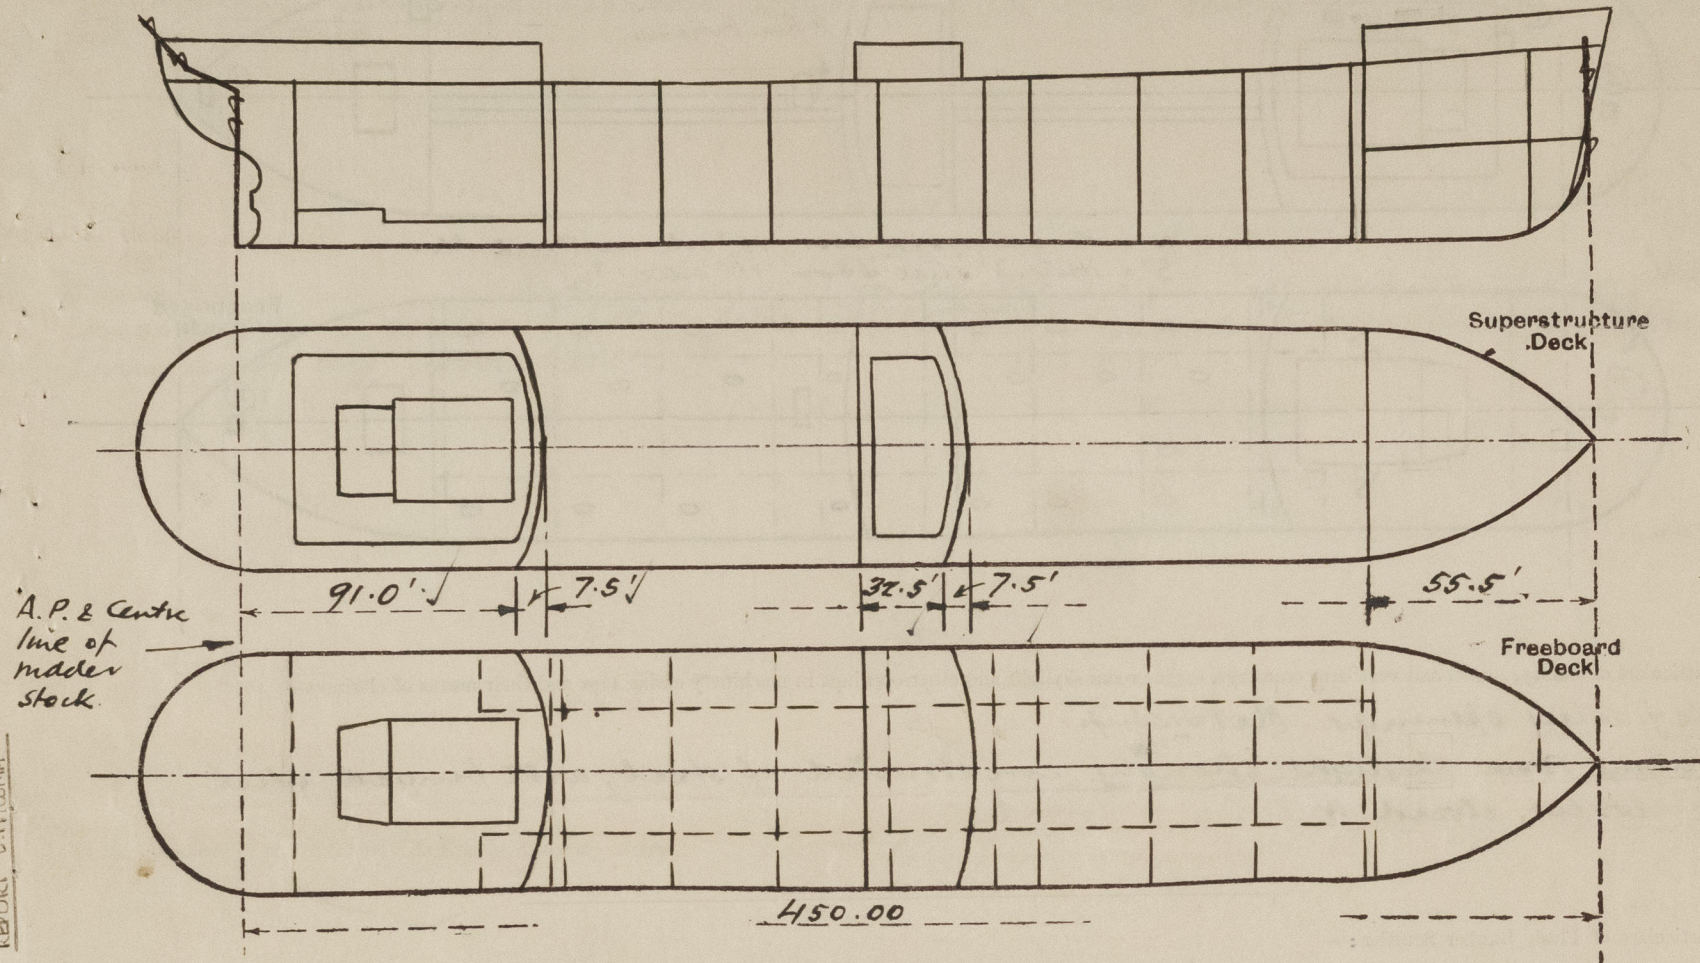 Superstructure
Deck
91.0'
7.5'
32.5'
7.5'
55.5'
A.P. & Centre
line of
rudder
stock.
Freeboard
Deck
450.00